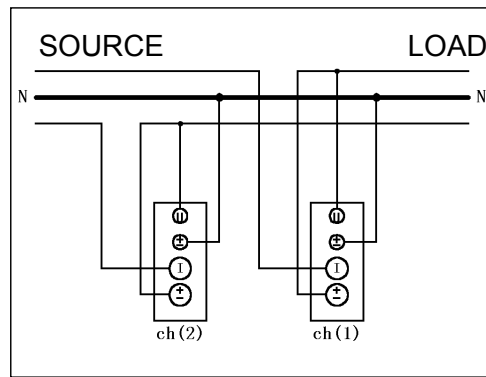 SOURCE LOAD
N N
U U
± ±
I I
± ±
ch(2) ch(1)